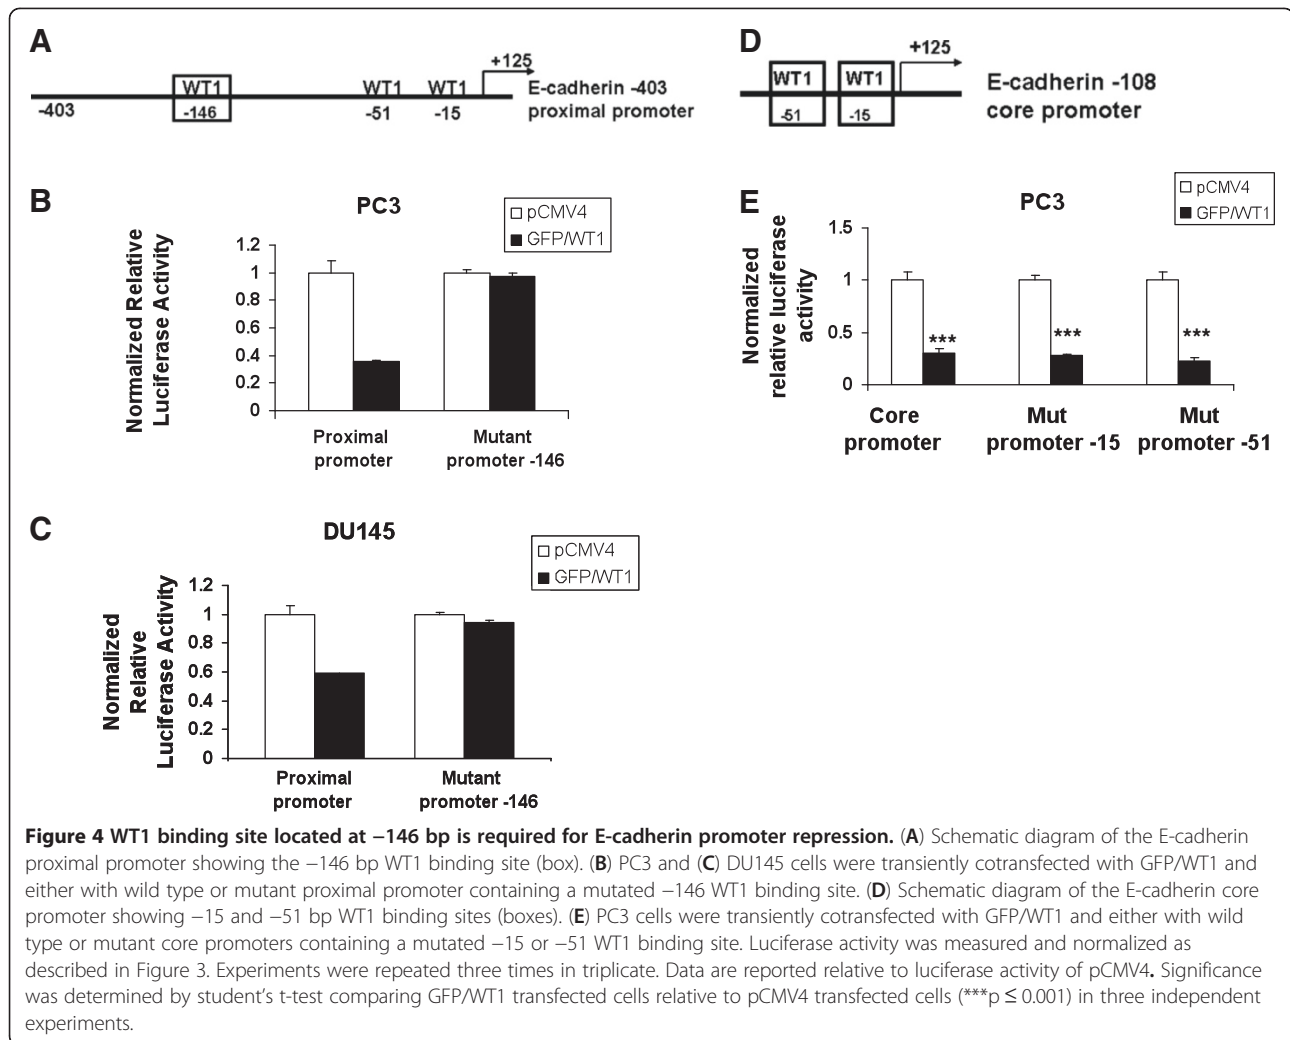 A
WT1
WT1
WT1
+125
-403
-146
-51
-15
E-cadherin -403
proximal promoter
D
WT1
WT1
+125
-51
-15
E-cadherin -108
core promoter
B
PC3
pCMV4
GFP/WT1
Normalized Relative
Luciferase Activity
1.2
1
0.8
0.6
0.4
0.2
0
Proximal
promoter
Mutant
promoter -146
E
PC3
pCMV4
GFP/WT1
Normalized
relative luciferase
activity
1.5
1
0.5
0
***
***
***
Core
promoter
Mut
promoter -15
Mut
promoter -51
C
DU145
pCMV4
GFP/WT1
Normalized
Relative
Luciferase Activity
1.2
1
0.8
0.6
0.4
0.2
0
Proximal
promoter
Mutant
promoter -146
Figure 4 WT1 binding site located at −146 bp is required for E-cadherin promoter repression. (A) Schematic diagram of the E-cadherin
proximal promoter showing the −146 bp WT1 binding site (box). (B) PC3 and (C) DU145 cells were transiently cotransfected with GFP/WT1 and
either with wild type or mutant proximal promoter containing a mutated −146 WT1 binding site. (D) Schematic diagram of the E-cadherin core
promoter showing −15 and −51 bp WT1 binding sites (boxes). (E) PC3 cells were transiently cotransfected with GFP/WT1 and either with wild
type or mutant core promoters containing a mutated −15 or −51 WT1 binding site. Luciferase activity was measured and normalized as
described in Figure 3. Experiments were repeated three times in triplicate. Data are reported relative to luciferase activity of pCMV4. Significance
was determined by student's t-test comparing GFP/WT1 transfected cells relative to pCMV4 transfected cells (***p ≤ 0.001) in three independent
experiments.